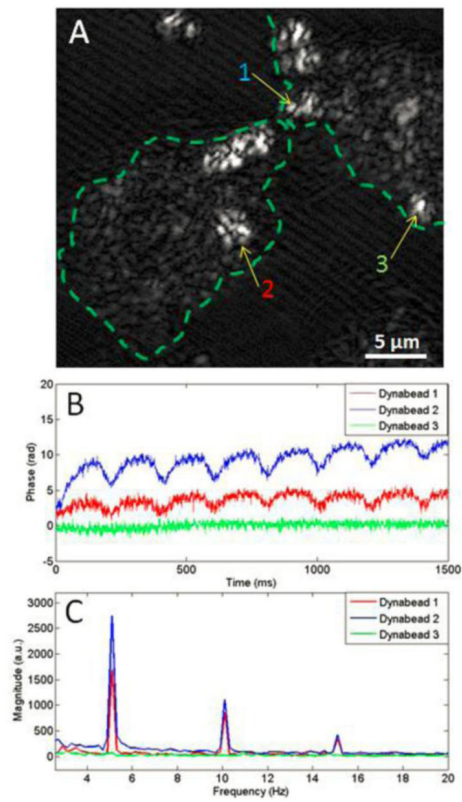 A
1
2
3
5 µm
B
20
15
10
5
0
-5
Phase (rad)
Dynabead 1
Dynabead 2
Dynabead 3
0
500
1000
1500
Time (ms)
C
3000
2500
2000
1500
1000
500
0
Magnitude (a.u.)
Dynabead 1
Dynabead 2
Dynabead 3
4
6
8
10
12
14
16
18
20
Frequency (Hz)